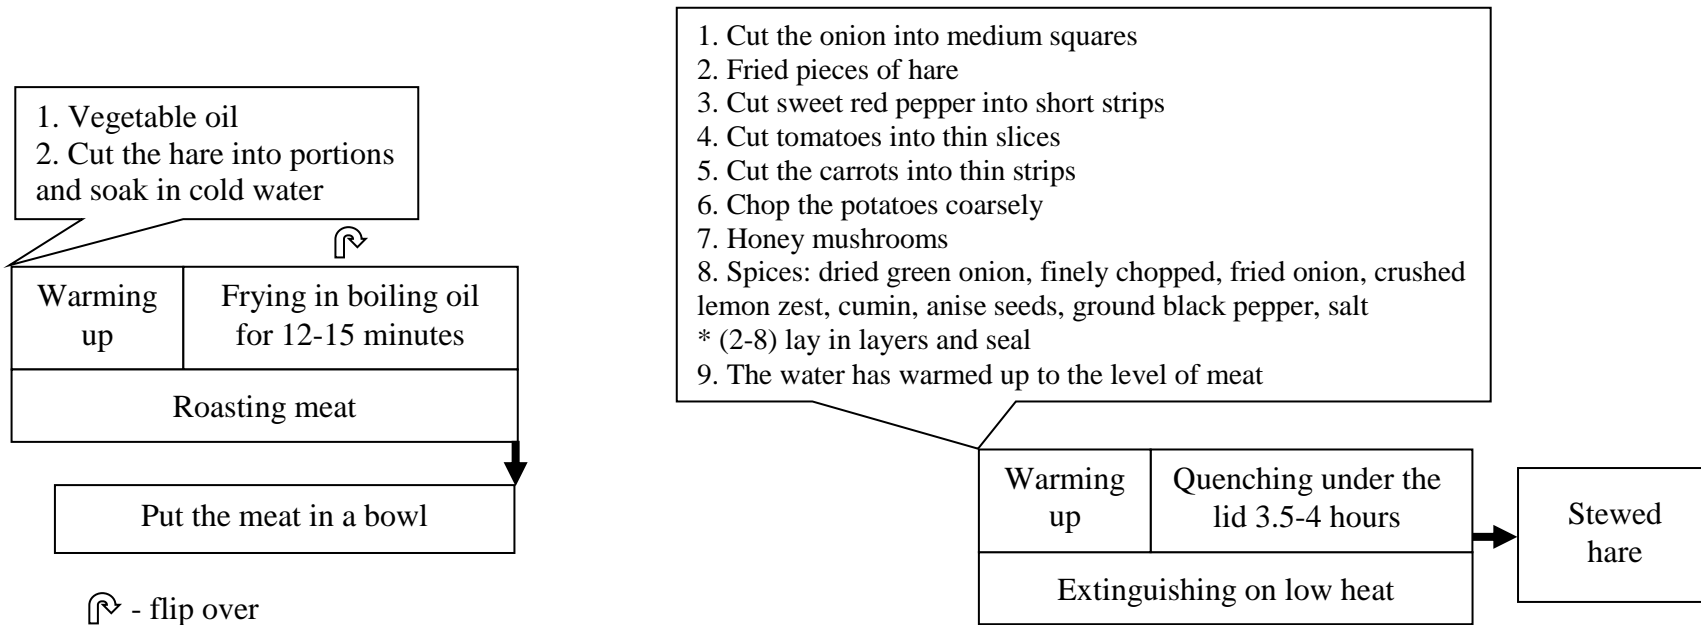 1. Vegetable oil
2. Cut the hare into portions
and soak in cold water
Warming
up
Frying in boiling oil
for 12-15 minutes
Roasting meat
Put the meat in a bowl
- flip over
1. Cut the onion into medium squares
2. Fried pieces of hare
3. Cut sweet red pepper into short strips
4. Cut tomatoes into thin slices
5. Cut the carrots into thin strips
6. Chop the potatoes coarsely
7. Honey mushrooms
8. Spices: dried green onion, finely chopped, fried onion, crushed
lemon zest, cumin, anise seeds, ground black pepper, salt
* (2-8) lay in layers and seal
9. The water has warmed up to the level of meat
Warming
up
Quenching under the
lid 3.5-4 hours
Extinguishing on low heat
Stewed
hare